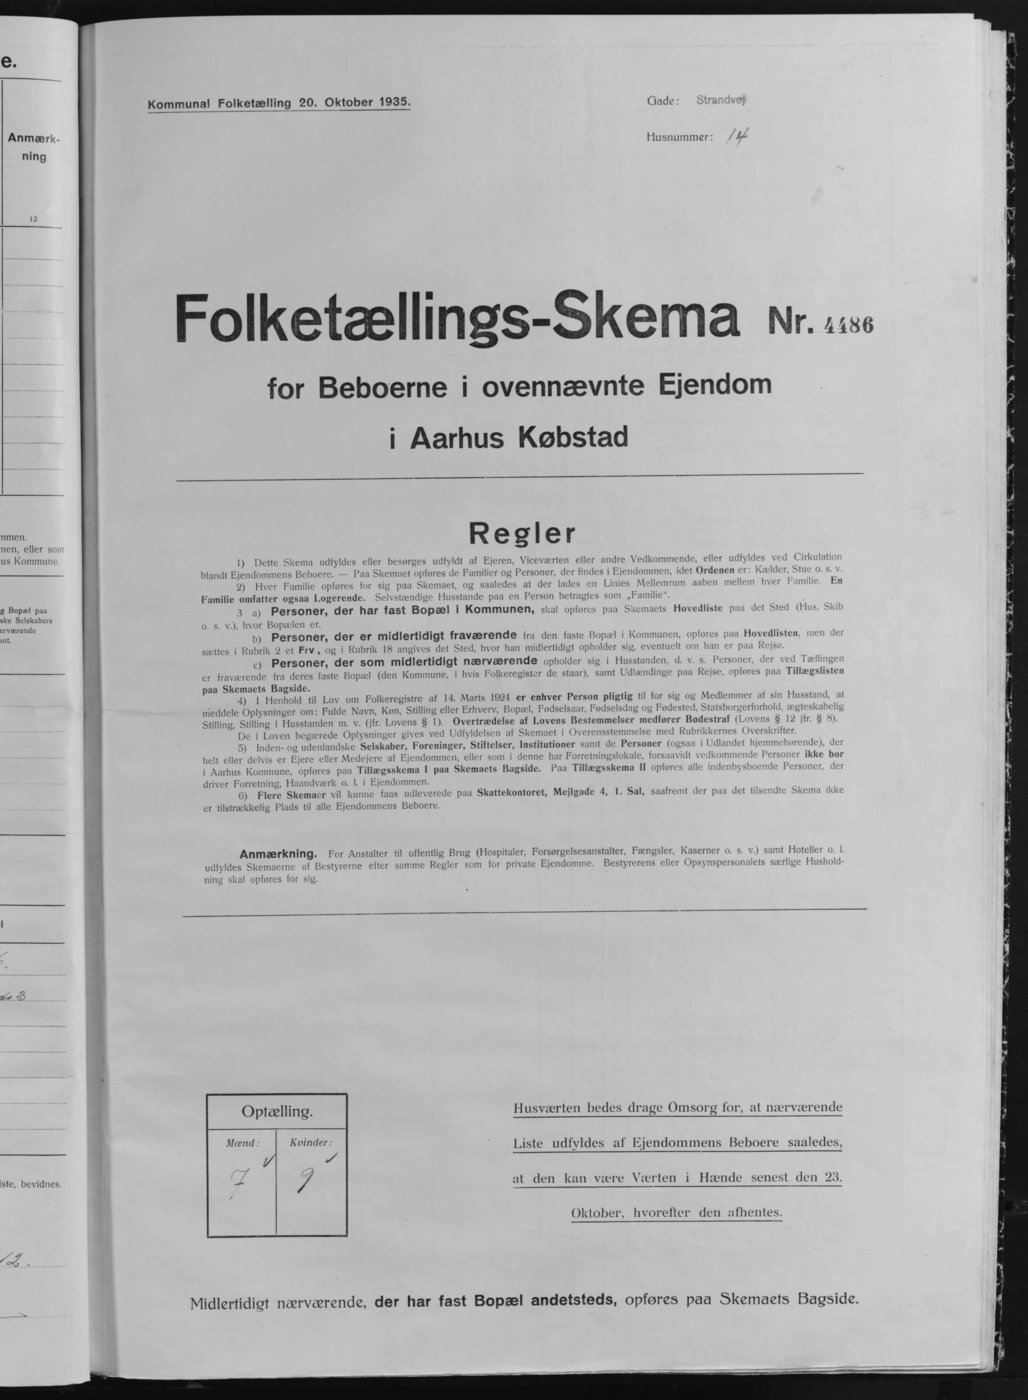 e.
Anmærk-
ning
12
mmen.
men, eller som
us Kommune.
g Bopæl paa
ske Selskabers
erværende
ant.
3
iste, bevidnes.
12.
Kommunal Folketælling 20. Oktober 1935.
Gade: Strandvej
Husnummer: 14
Folketællings-Skema Nr. 4486
for Beboerne i ovennævnte Ejendom
i Aarhus Købstad
Regler
1) Dette Skema udfyldes eller besørges udfyldt af Ejeren, Viceværten eller andre Vedkommende, eller udfyldes ved Cirkulation
blandt Ejendommens Beboere. — Paa Skemaet opføres de Familier og Personer, der findes i Ejendommen, idet Ordenen er: Kælder, Stue o. s. v.
2) Hver Familie opføres for sig paa Skemaet, og saaledes at der lades en Linies Mellemrum aaben mellem hver Familie. En
Familie omfatter ogsaa Logerende. Selvstændige Husstande paa en Person betragtes som „Familie“.
3 a) Personer, der har fast Bopæl i Kommunen, skal opføres paa Skemaets Hovedliste paa det Sted (Hus, Skib
o. s. v.), hvor Bopælen er.
b) Personer, der er midlertidigt fraværende fra den faste Bopæl i Kommunen, opføres paa Hovedlisten, men der
sættes i Rubrik 2 et Frv., og i Rubrik 18 angives det Sted, hvor han midlertidigt opholder sig, eventuelt om han er paa Rejse.
c) Personer, der som midlertidigt nærværende opholder sig i Husstanden, d. v. s. Personer, der ved Tællingen
er fraværende fra deres faste Bopæl (den Kommune, i hvis Folkeregister de staar), samt Udlændinge paa Rejse, opføres paa Tillægslisten
paa Skemaets Bagside.
4) I Henhold til Lov om Folkeregistre af 14. Marts 1924 er enhver Person pligtig til for sig og Medlemmer af sin Husstand, at
meddele Oplysninger om: Fulde Navn, Køn, Stilling eller Erhverv, Bopæl, Fødselsaar, Fødselsdag og Fødested, Statsborgerforhold, ægteskabelig
Stilling, Stilling i Husstanden m. v. (jfr. Lovens § 1). Overtrædelse af Lovens Bestemmelser medfører Bødestraf (Lovens § 12 jfr. § 8).
De i Loven begærede Oplysninger gives ved Udfyldelsen af Skemaet i Overensstemmelse med Rubrikkernes Overskrifter.
5) Inden- og udenlandske Selskaber, Foreninger, Stiftelser, Institutioner samt de Personer (ogsaa i Udlandet hjemmehørende), der
helt eller delvis er Ejere eller Medejere af Ejendommen, eller som i denne har Forretningslokale, forsaavidt vedkommende Personer ikke bor
i Aarhus Kommune, opføres paa Tillægsskema I paa Skemaets Bagside. Paa Tillægsskema II opføres alle indenbysboende Personer, der
driver Forretning, Haandværk o. l. i Ejendommen.
6) Flere Skemaer vil kunne faas udleverede paa Skattekontoret, Mejlgade 4, 1. Sal, saafremt der paa det tilsendte Skema ikke
er tilstrækkelig Plads til alle Ejendommens Beboere.
Anmærkning. For Anstalter til offentlig Brug (Hospitaler, Forsørgelsesanstalter, Fængsler, Kaserner o. s. v.) samt Hoteller o. l.
udfyldes Skemaerne af Bestyrerne efter samme Regler som for private Ejendomme. Bestyrerens eller Opsynspersonalets særlige Hushold-
ning skal opføres for sig.
Optælling.
Mænd: Kvinder:
7 9
Husværten bedes drage Omsorg for, at nærværende
Liste udfyldes af Ejendommens Beboere saaledes,
at den kan være Værten i Hænde senest den 23.
Oktober, hvorefter den afhentes.
Midlertidigt nærværende, der har fast Bopæl andetsteds, opføres paa Skemaets Bagside.